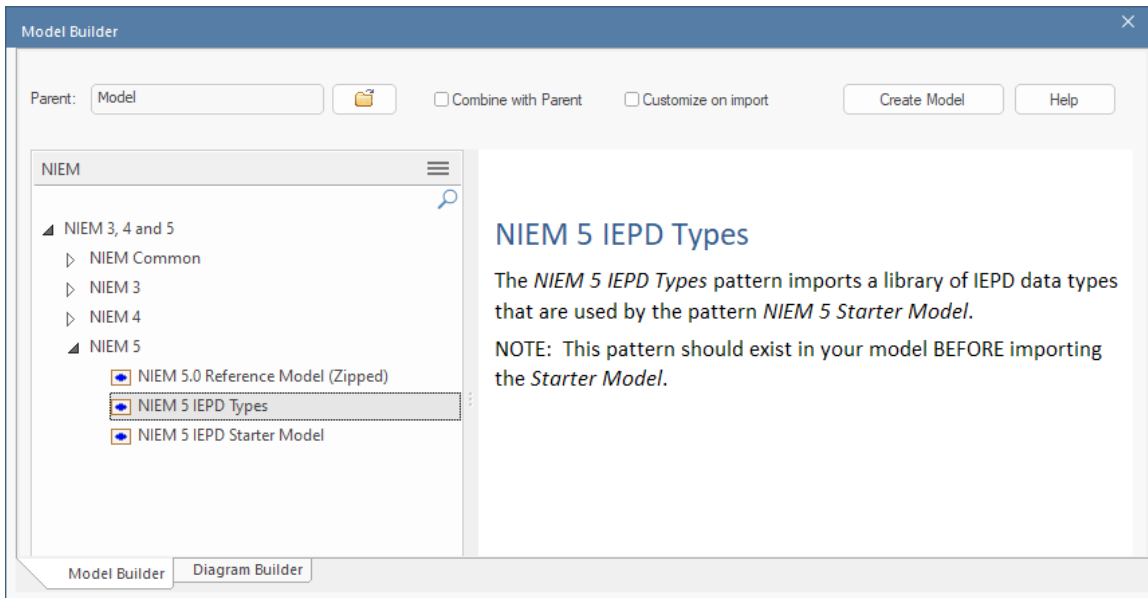 Model Builder
Parent: Model Combine with Parent Customize on import Create Model Help
NIEM
NIEM 3, 4 and 5
NIEM Common
NIEM 3
NIEM 4
NIEM 5
NIEM 5.0 Reference Model (Zipped)
NIEM 5 IEPD Types
NIEM 5 IEPD Starter Model
NIEM 5 IEPD Types
The NIEM 5 IEPD Types pattern imports a library of IEPD data types
that are used by the pattern NIEM 5 Starter Model.
NOTE: This pattern should exist in your model BEFORE importing
the Starter Model.
Model Builder Diagram Builder